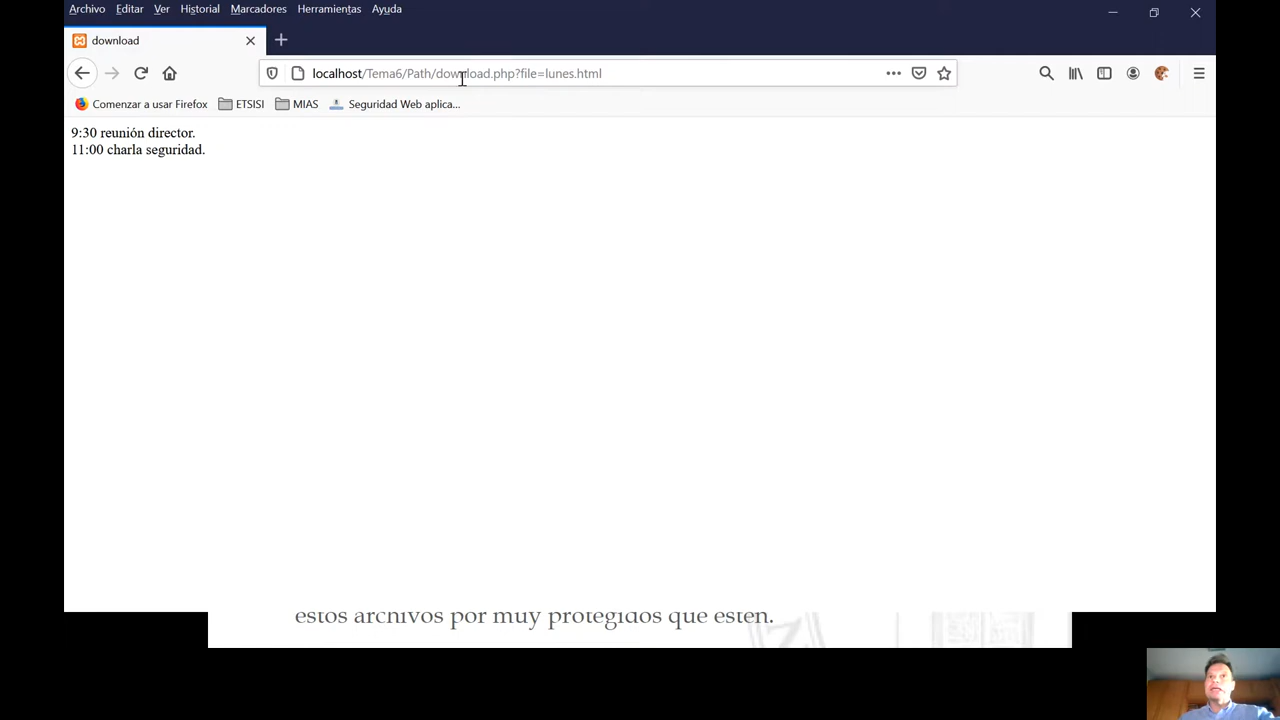 Archivo Editar Ver Historial Marcadores Herramientas Ayuda
download
localhost/Tema6/Path/download.php?file=lunes.html
Comenzar a usar Firefox ETSISI MIAS Seguridad Web aplica...
9:30 reunión director.
11:00 charla seguridad.
estos archivos por muy protegidos que estén.